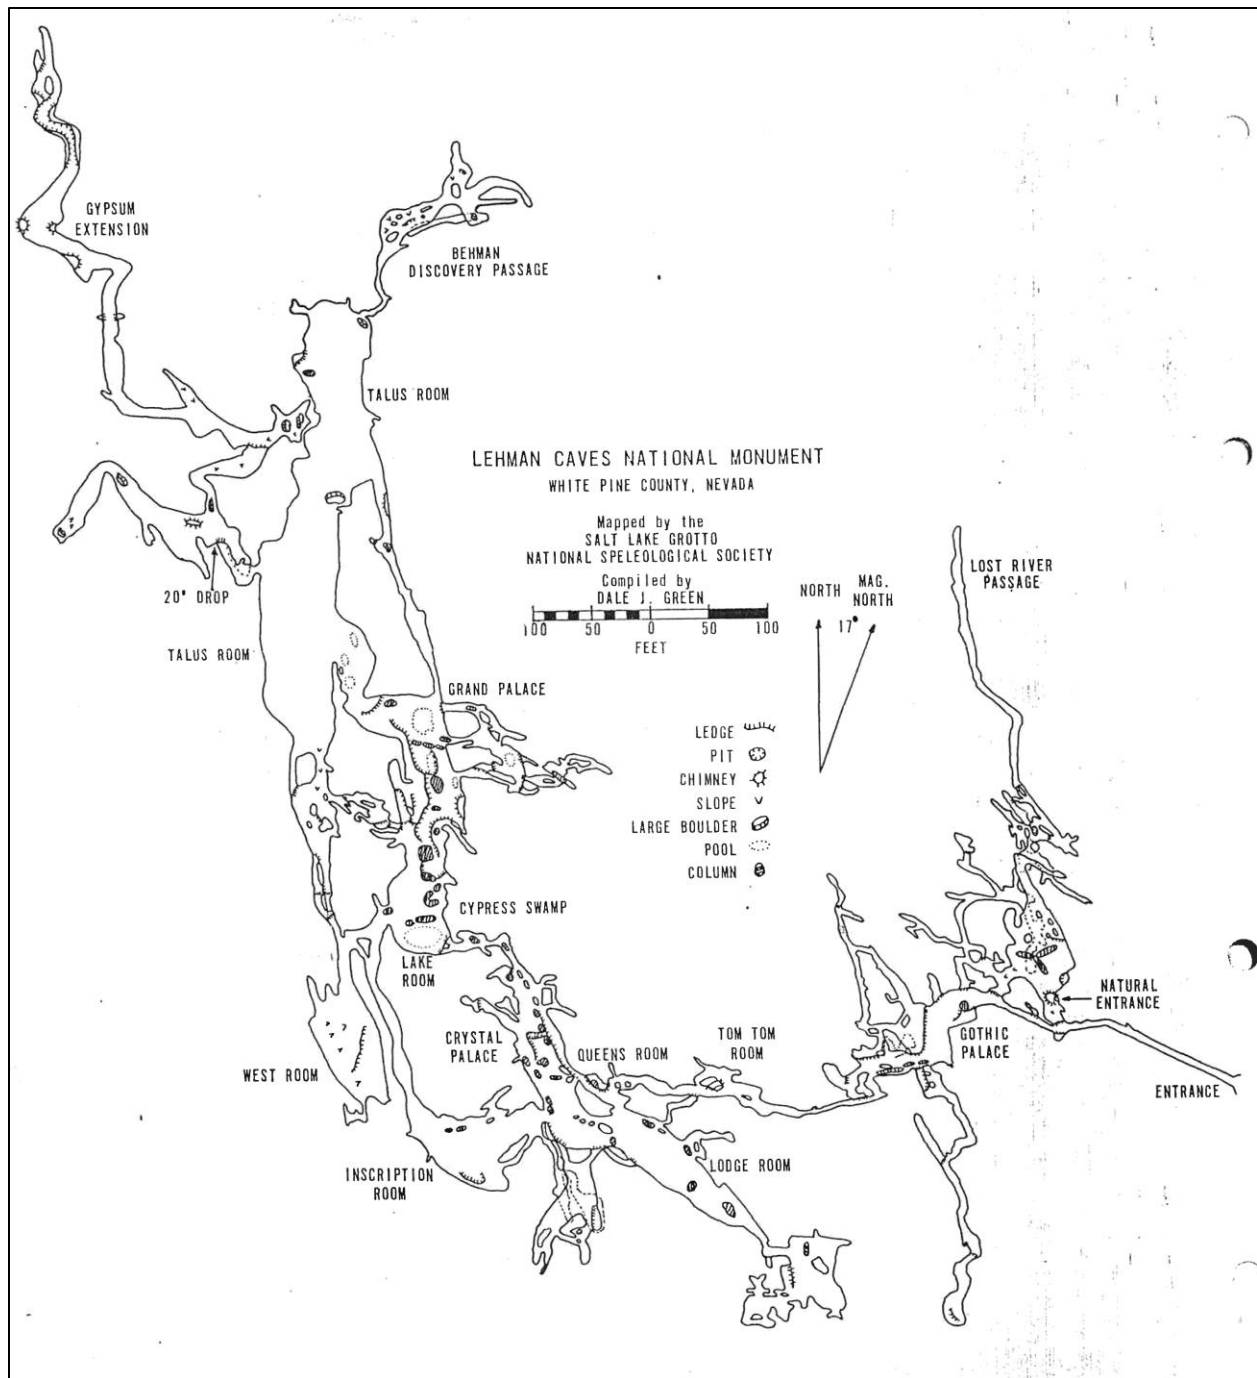 GYPSUM
EXTENSION
BEHMAN
DISCOVERY PASSAGE
TALUS ROOM
LEHMAN CAVES NATIONAL MONUMENT
WHITE PINE COUNTY, NEVADA
Mapped by the
SALT LAKE GROTTO
NATIONAL SPELEOLOGICAL SOCIETY
Compiled by
DALE J. GREEN
100 50 0 50 100
FEET
NORTH
MAG.
NORTH
17°
LOST RIVER
PASSAGE
20' DROP
TALUS ROOM
GRAND PALACE
LEDGE
PIT
CHIMNEY
SLOPE
LARGE BOULDER
POOL
COLUMN
CYPRESS SWAMP
LAKE
ROOM
NATURAL
ENTRANCE
CRYSTAL
PALACE
QUEENS ROOM
TOM TOM
ROOM
GOTHIC
PALACE
WEST ROOM
ENTRANCE
INSCRIPTION
ROOM
LODGE ROOM